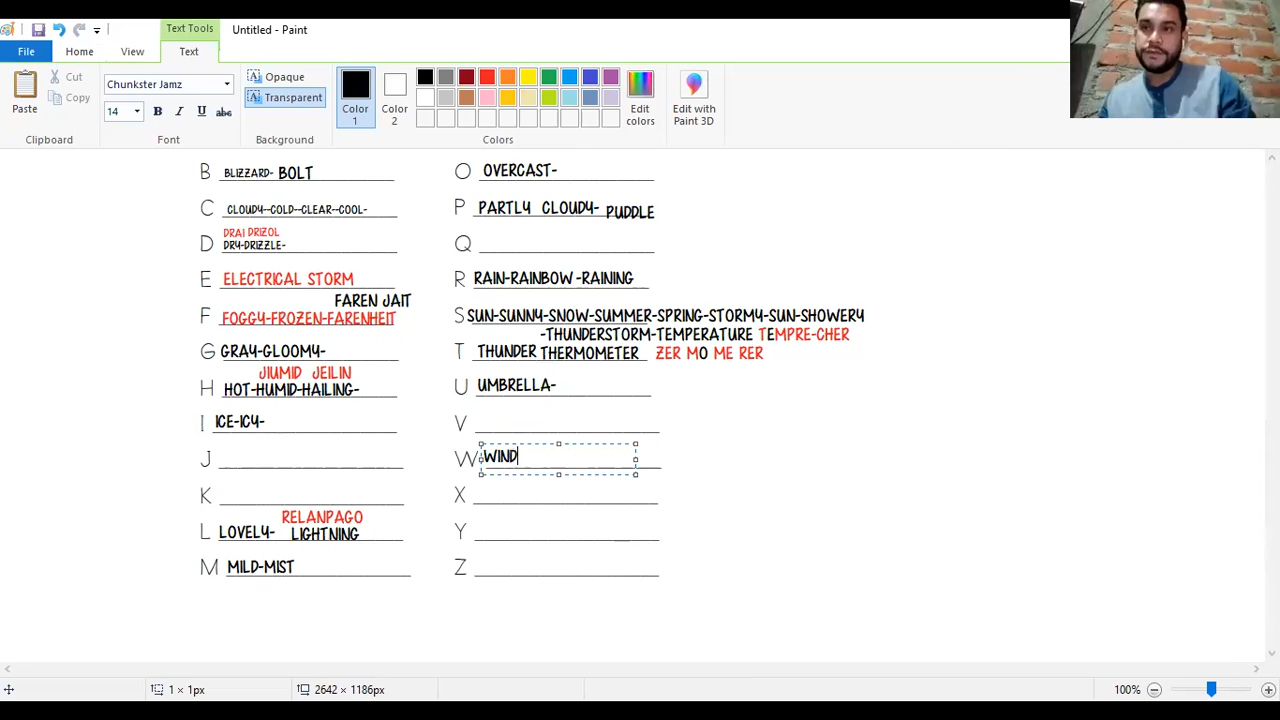 Text Tools
Untitled - Paint
File
Home
View
Text
Paste
Cut
Copy
Clipboard
Chunkster Jamz
14
B I U abc
Font
Opaque
Transparent
Background
Color 1
Color 2
Edit colors
Colors
Edit with Paint 3D
B BLIZZARD- BOLT
C CLOUDY--COLD--CLEAR--COOL-
DRAI DRIZOL
D DRY-DRIZZLE-
E ELECTRICAL STORM
FAREN JAIT
F FOGGY-FROZEN-FARENHEIT
G GRAY-GLOOMY-
JIUMID JEILIN
H HOT-HUMID-HAILING-
I ICE-ICY-
J
K
RELANPAGO
L LOVELY- LIGHTNING
M MILD-MIST
O OVERCAST-
P PARTLY CLOUDY- PUDDLE
Q
R RAIN-RAINBOW -RAINING
S SUN-SUNNY-SNOW-SUMMER-SPRING-STORMY-SUN-SHOWERY
-THUNDERSTORM-TEMPERATURE TEMPRE-CHER
T THUNDER THERMOMETER ZER MO ME RER
U UMBRELLA-
V
W WIND
X
Y
Z
1 × 1px
2642 × 1186px
100%